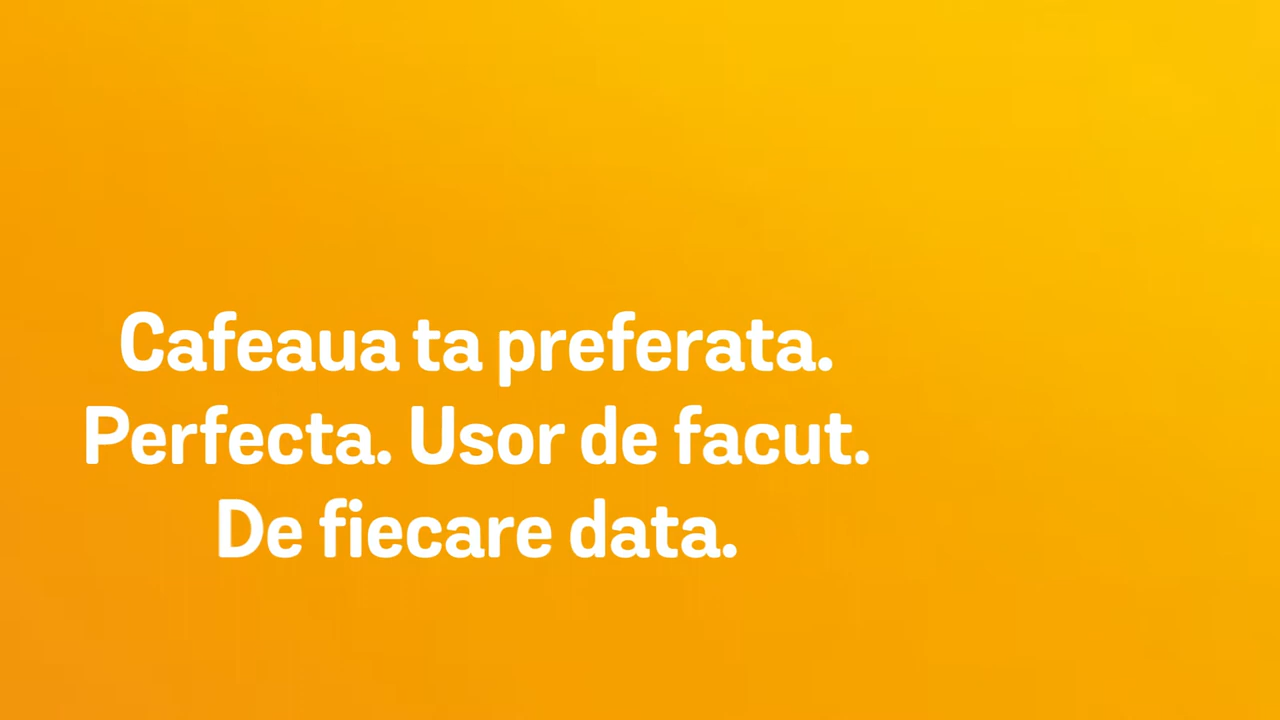 Cafeaua ta preferata.
Perfecta. Usor de facut.
De fiecare data.